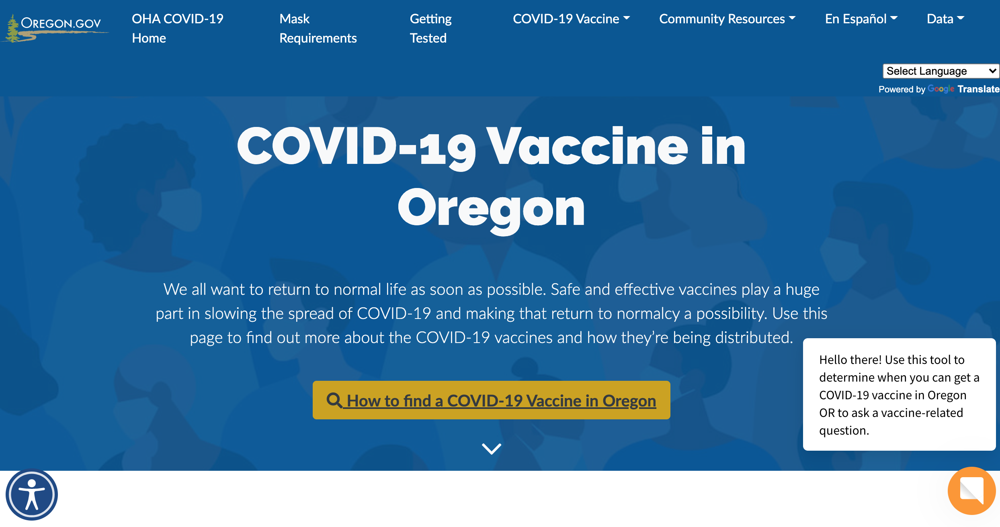 OREGON.GOV
OHA COVID-19
Home
Mask
Requirements
Getting
Tested
COVID-19 Vaccine
Community Resources
En Español
Data
Select Language
Powered by Google Translate
COVID-19 Vaccine in
Oregon
We all want to return to normal life as soon as possible. Safe and effective vaccines play a huge
part in slowing the spread of COVID-19 and making that return to normalcy a possibility. Use this
page to find out more about the COVID-19 vaccines and how they’re being distributed.
How to find a COVID-19 Vaccine in Oregon
Hello there! Use this tool to
determine when you can get a
COVID-19 vaccine in Oregon
OR to ask a vaccine-related
question.